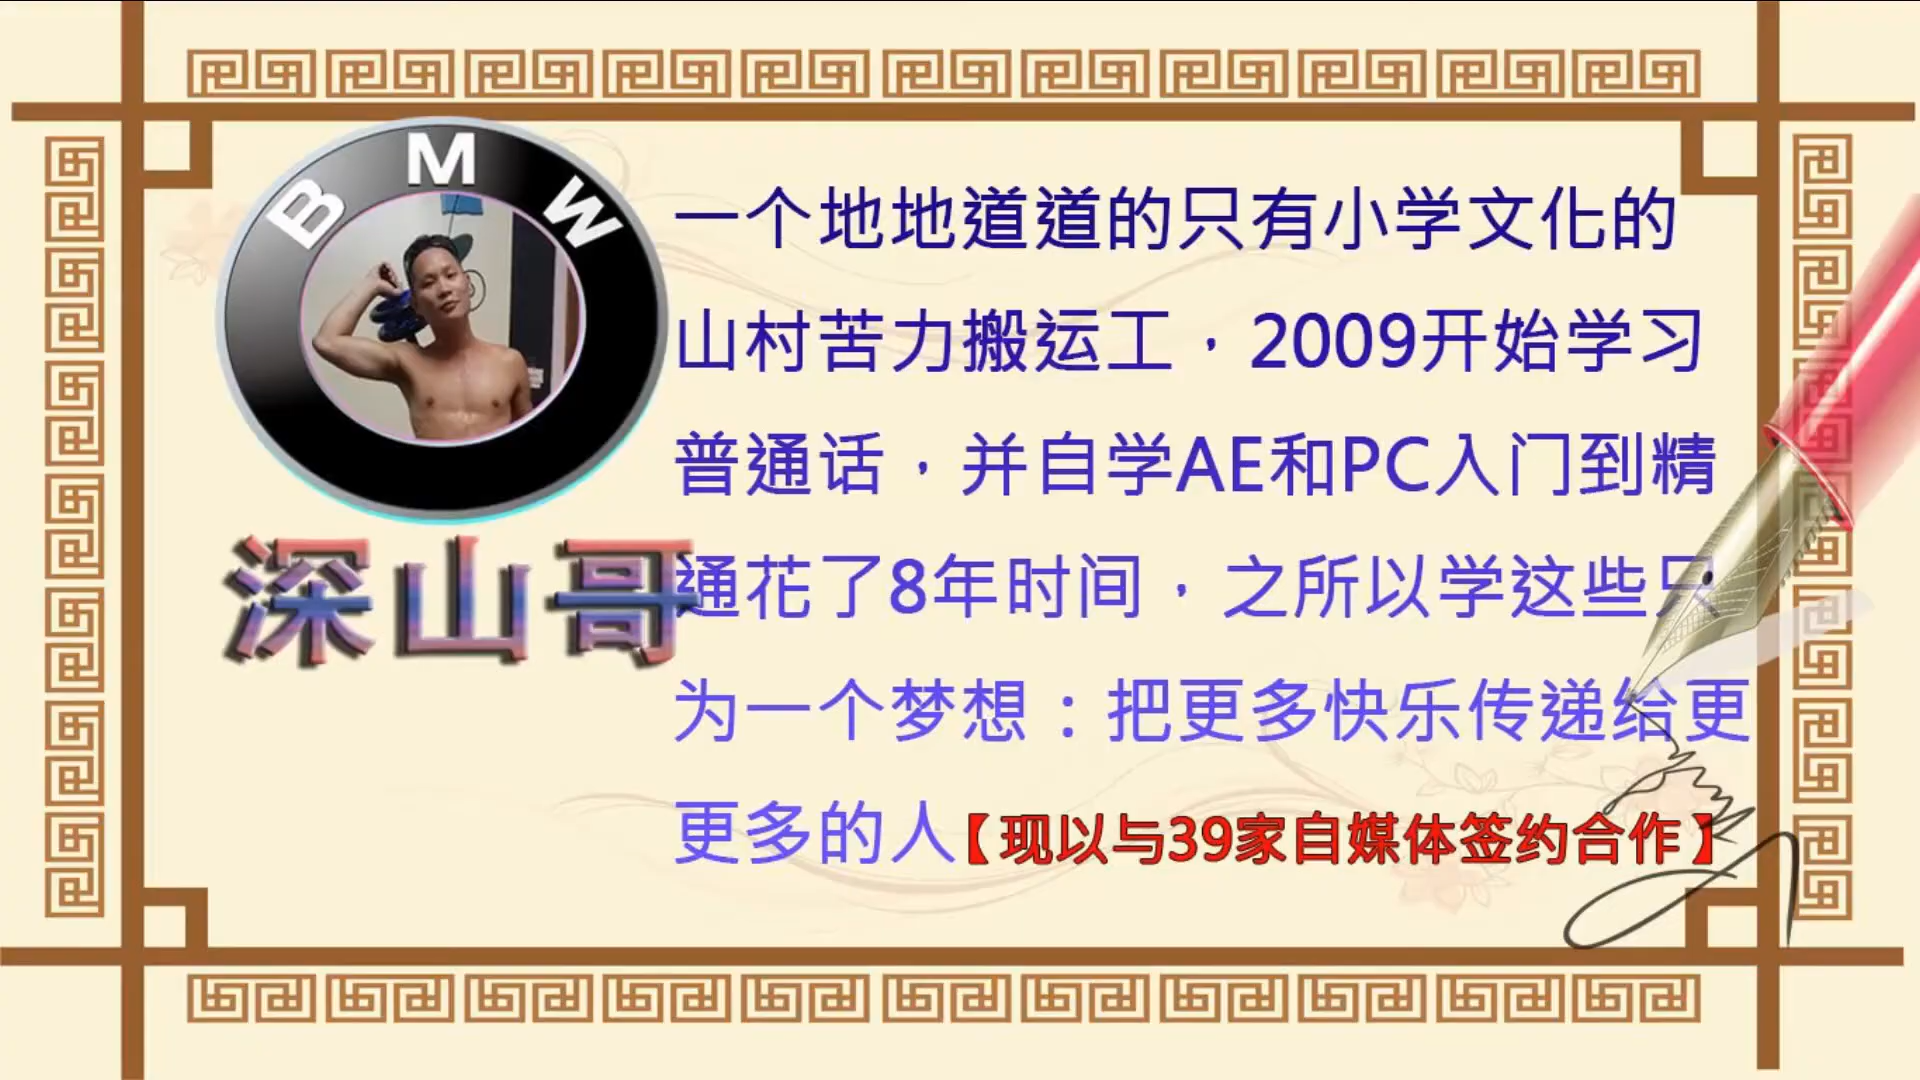 BMW
深山哥
一个地地道道的只有小学文化的
山村苦力搬运工，2009开始学习
普通话，并自学AE和PC入门到精
通花了8年时间，之所以学这些只
为一个梦想：把更多快乐传递给更
更多的人【现以与39家自媒体签约合作】